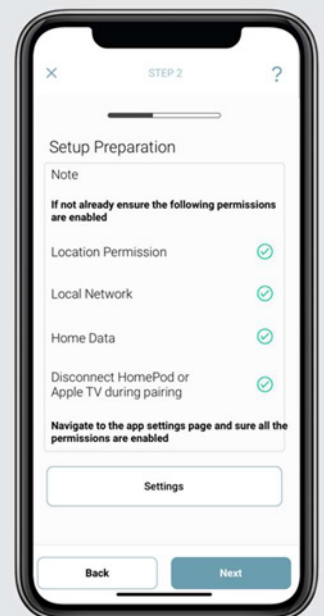 STEP 2
?
Setup Preparation
Note
If not already ensure the following permissions
are enabled
Location Permission
Local Network
Home Data
Disconnect HomePod or
Apple TV during pairing
Navigate to the app settings page and sure all the
permissions are enabled
Settings
Back Next